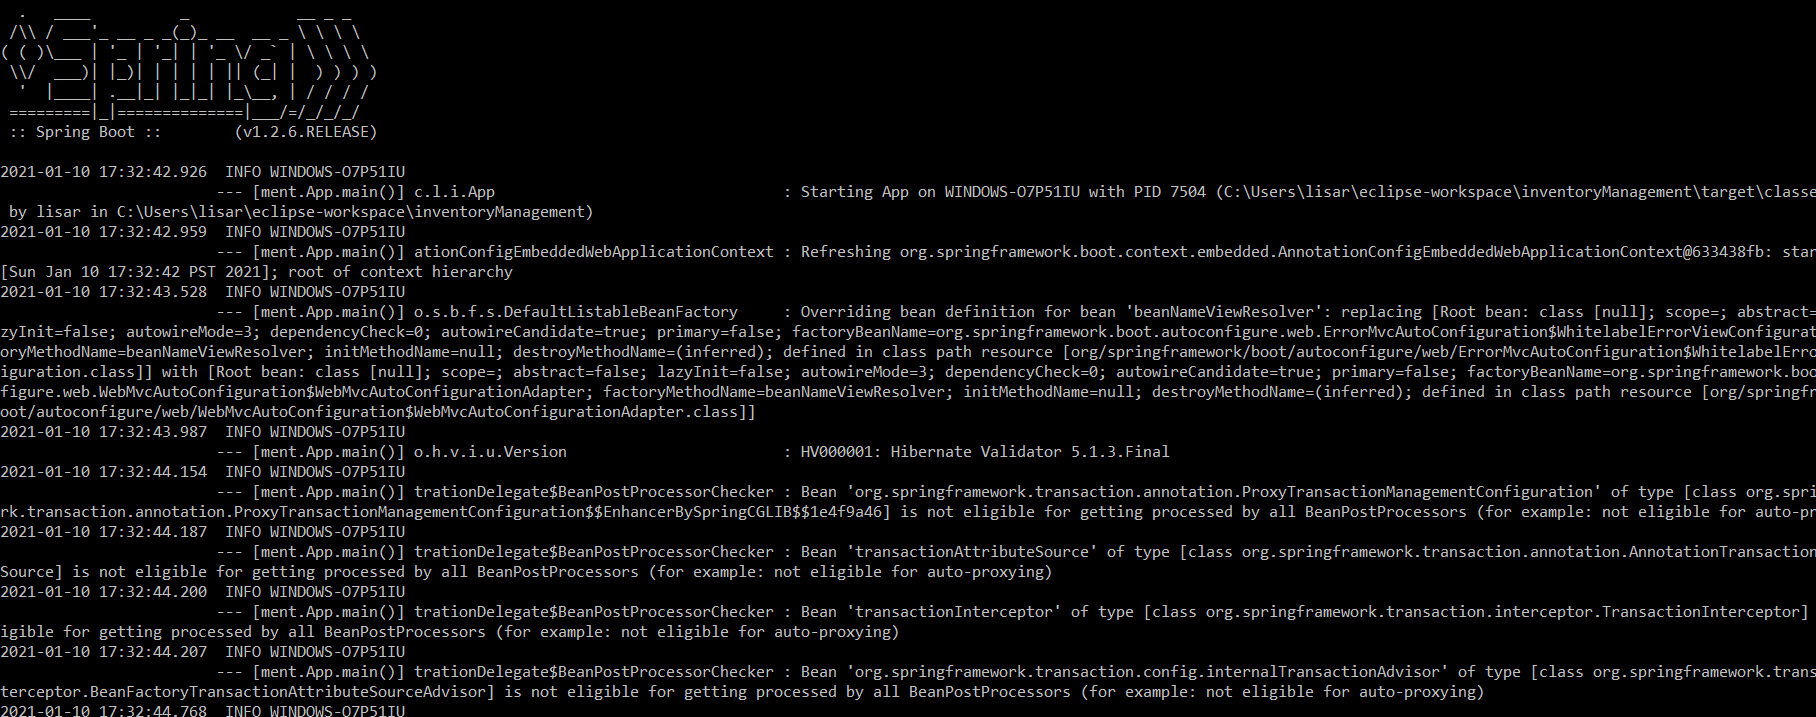 .   ____          _            __ _ _
 /\\ / ___'_ __ _ _(_)_ __  __ _ \ \ \ \
( ( )\___ | '_ | '_| | '_ \/ _` | \ \ \ \
 \\/  ___)| |_)| | | | | || (_| |  ) ) ) )
  '  |____| .__|_| |_|_| |_\__, | / / / /
 =========|_|==============|___/=/_/_/_/
 :: Spring Boot ::        (v1.2.6.RELEASE)
2021-01-10 17:32:42.926  INFO WINDOWS-O7P51IU
                        --- [ment.App.main()] c.l.i.App                                : Starting App on WINDOWS-O7P51IU with PID 7504 (C:\Users\lisar\eclipse-workspace\inventoryManagement\target\classe
 by lisar in C:\Users\lisar\eclipse-workspace\inventoryManagement)
2021-01-10 17:32:42.959  INFO WINDOWS-O7P51IU
                        --- [ment.App.main()] ationConfigEmbeddedWebApplicationContext : Refreshing org.springframework.boot.context.embedded.AnnotationConfigEmbeddedWebApplicationContext@633438fb: star
[Sun Jan 10 17:32:42 PST 2021]; root of context hierarchy
2021-01-10 17:32:43.528  INFO WINDOWS-O7P51IU
                        --- [ment.App.main()] o.s.b.f.s.DefaultListableBeanFactory     : Overriding bean definition for bean 'beanNameViewResolver': replacing [Root bean: class [null]; scope=; abstract=
zyInit=false; autowireMode=3; dependencyCheck=0; autowireCandidate=true; primary=false; factoryBeanName=org.springframework.boot.autoconfigure.web.ErrorMvcAutoConfiguration$WhitelabelErrorViewConfigurat
oryMethodName=beanNameViewResolver; initMethodName=null; destroyMethodName=(inferred); defined in class path resource [org/springframework/boot/autoconfigure/web/ErrorMvcAutoConfiguration$WhitelabelErro
iguration.class]] with [Root bean: class [null]; scope=; abstract=false; lazyInit=false; autowireMode=3; dependencyCheck=0; autowireCandidate=true; primary=false; factoryBeanName=org.springframework.boo
figure.web.WebMvcAutoConfiguration$WebMvcAutoConfigurationAdapter; factoryMethodName=beanNameViewResolver; initMethodName=null; destroyMethodName=(inferred); defined in class path resource [org/springfr
oot/autoconfigure/web/WebMvcAutoConfiguration$WebMvcAutoConfigurationAdapter.class]]
2021-01-10 17:32:43.987  INFO WINDOWS-O7P51IU
                        --- [ment.App.main()] o.h.v.i.u.Version                        : HV000001: Hibernate Validator 5.1.3.Final
2021-01-10 17:32:44.154  INFO WINDOWS-O7P51IU
                        --- [ment.App.main()] trationDelegate$BeanPostProcessorChecker : Bean 'org.springframework.transaction.annotation.ProxyTransactionManagementConfiguration' of type [class org.spri
rk.transaction.annotation.ProxyTransactionManagementConfiguration$$EnhancerBySpringCGLIB$$1e4f9a46] is not eligible for getting processed by all BeanPostProcessors (for example: not eligible for auto-pr
2021-01-10 17:32:44.187  INFO WINDOWS-O7P51IU
                        --- [ment.App.main()] trationDelegate$BeanPostProcessorChecker : Bean 'transactionAttributeSource' of type [class org.springframework.transaction.annotation.AnnotationTransaction
Source] is not eligible for getting processed by all BeanPostProcessors (for example: not eligible for auto-proxying)
2021-01-10 17:32:44.200  INFO WINDOWS-O7P51IU
                        --- [ment.App.main()] trationDelegate$BeanPostProcessorChecker : Bean 'transactionInterceptor' of type [class org.springframework.transaction.interceptor.TransactionInterceptor]
igible for getting processed by all BeanPostProcessors (for example: not eligible for auto-proxying)
2021-01-10 17:32:44.207  INFO WINDOWS-O7P51IU
                        --- [ment.App.main()] trationDelegate$BeanPostProcessorChecker : Bean 'org.springframework.transaction.config.internalTransactionAdvisor' of type [class org.springframework.trans
terceptor.BeanFactoryTransactionAttributeSourceAdvisor] is not eligible for getting processed by all BeanPostProcessors (for example: not eligible for auto-proxying)
2021-01-10 17:32:44.768  INFO WINDOWS-O7P51IU